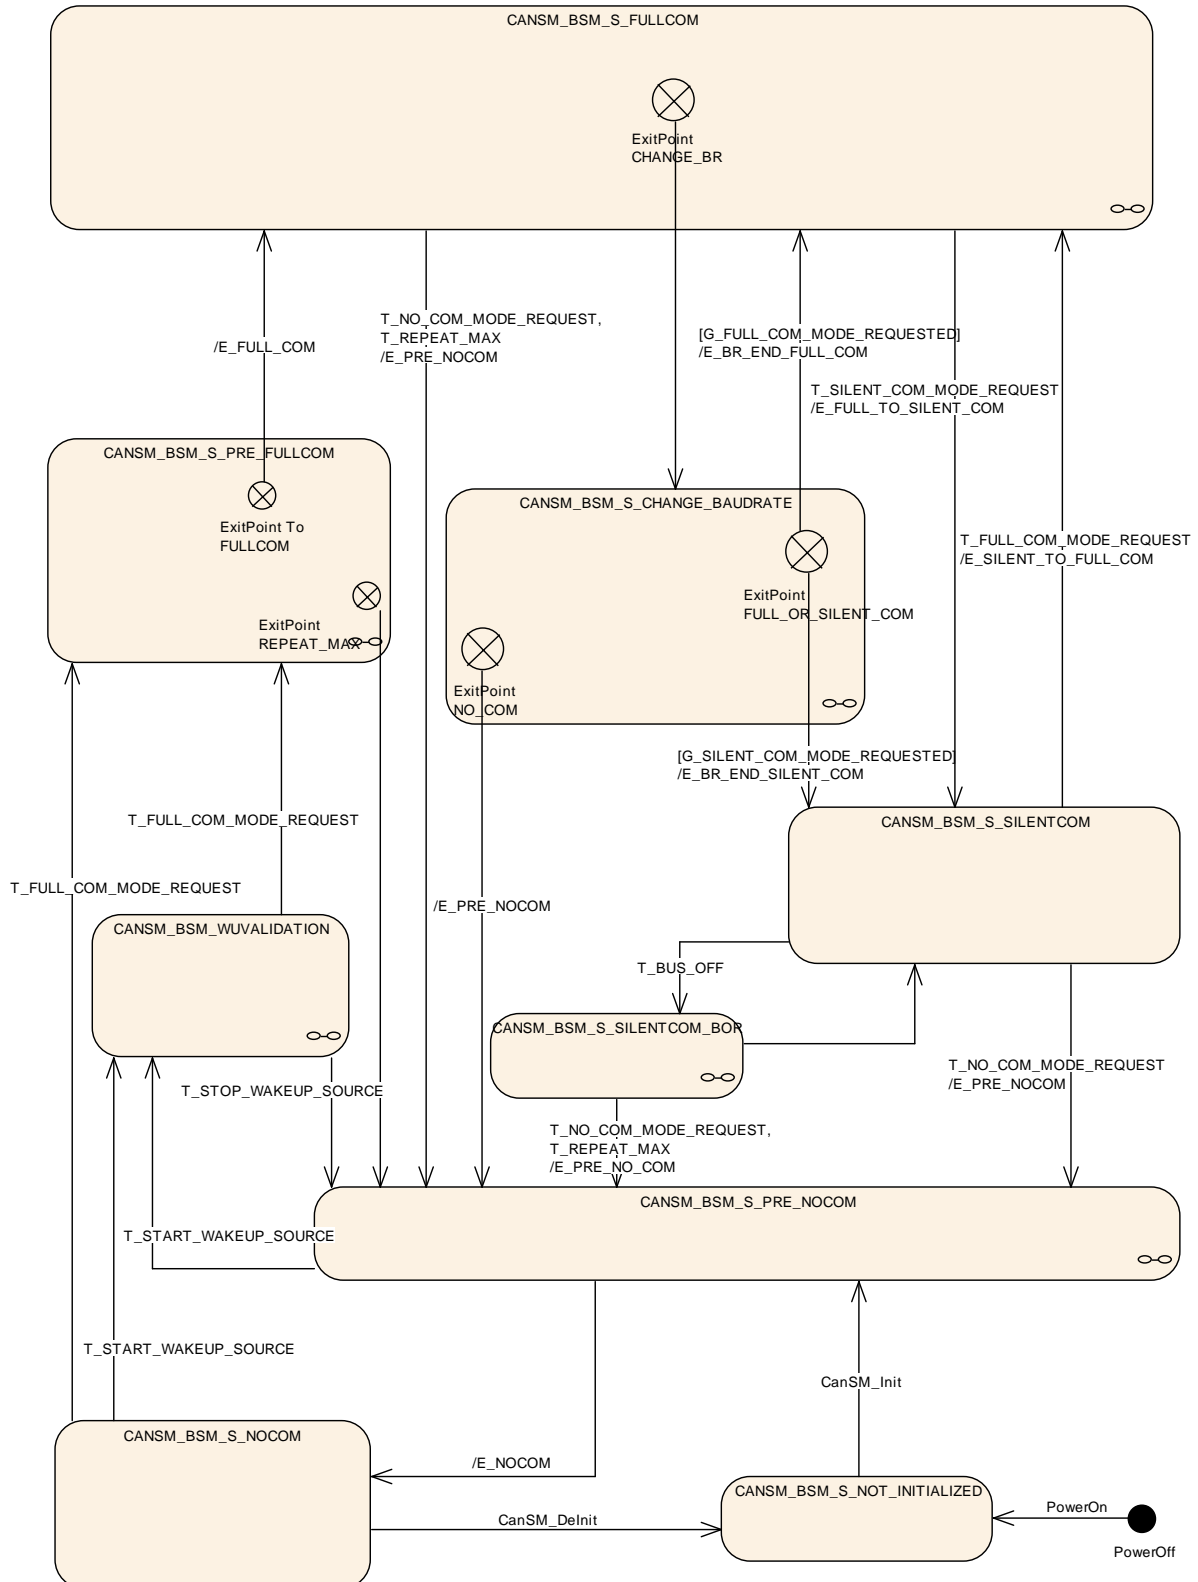 CANSM_BSM_S_FULLCOM
ExitPoint
CHANGE_BR
T_NO_COM_MODE_REQUEST,
T_REPEAT_MAX
/E_PRE_NOCOM
/E_FULL_COM
[G_FULL_COM_MODE_REQUESTED]
/E_BR_END_FULL_COM
T_SILENT_COM_MODE_REQUEST
/E_FULL_TO_SILENT_COM
CANSM_BSM_S_PRE_FULLCOM
ExitPoint To
FULLCOM
ExitPoint
REPEAT_MAX
CANSM_BSM_S_CHANGE_BAUDRATE
ExitPoint
FULL_OR_SILENT_COM
ExitPoint
NO_COM
T_FULL_COM_MODE_REQUEST
/E_SILENT_TO_FULL_COM
[G_SILENT_COM_MODE_REQUESTED]
/E_BR_END_SILENT_COM
T_FULL_COM_MODE_REQUEST
CANSM_BSM_S_SILENTCOM
T_FULL_COM_MODE_REQUEST
/E_PRE_NOCOM
CANSM_BSM_WUVALIDATION
T_BUS_OFF
CANSM_BSM_S_SILENTCOM_BOR
T_NO_COM_MODE_REQUEST
/E_PRE_NOCOM
T_STOP_WAKEUP_SOURCE
T_NO_COM_MODE_REQUEST,
T_REPEAT_MAX
/E_PRE_NO_COM
CANSM_BSM_S_PRE_NOCOM
T_START_WAKEUP_SOURCE
T_START_WAKEUP_SOURCE
CanSM_Init
CANSM_BSM_S_NOCOM
/E_NOCOM
CANSM_BSM_S_NOT_INITIALIZED
PowerOn
CanSM_DeInit
PowerOff